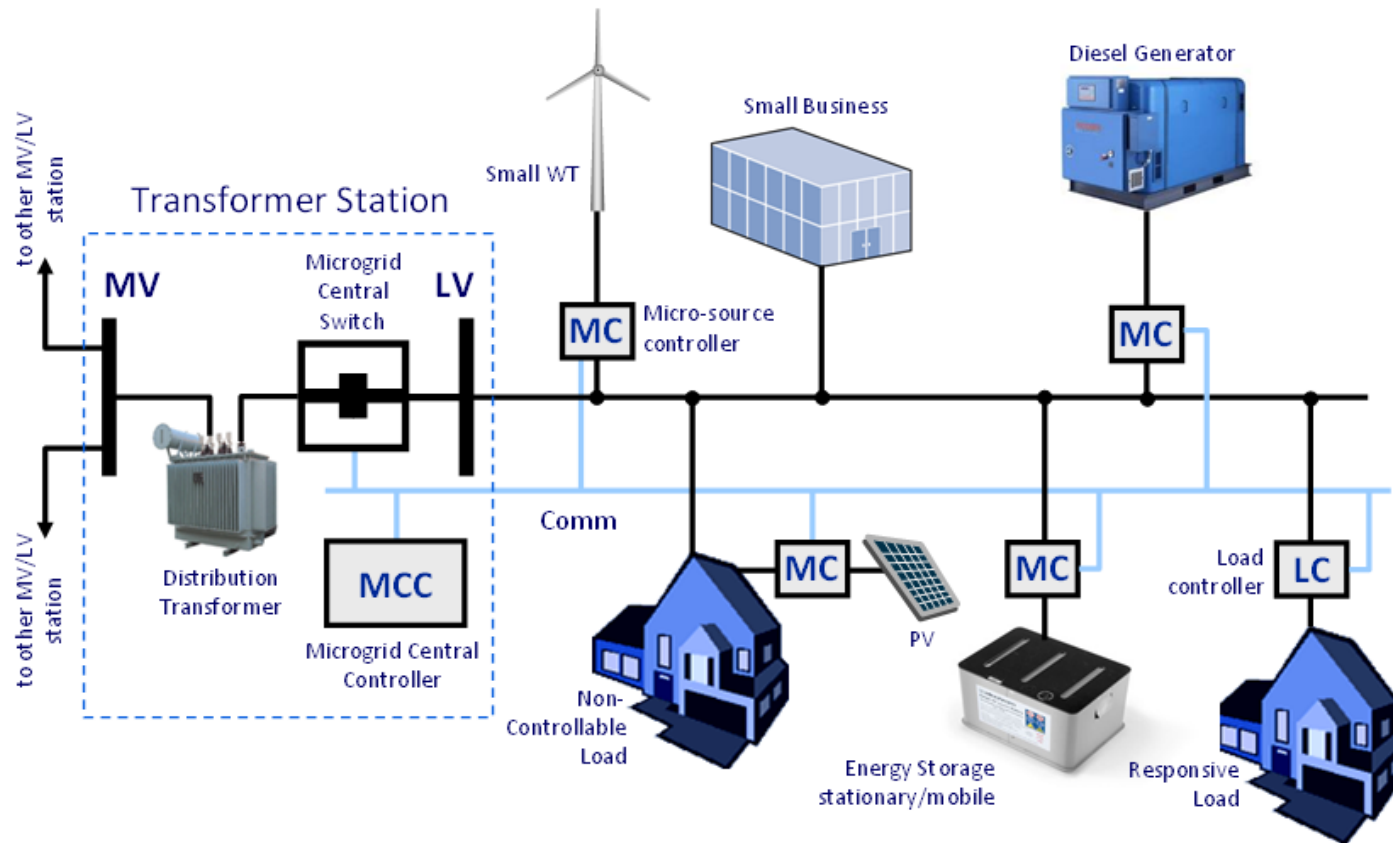 Diesel Generator
Small Business
Small WT
to other MV/LV
station
Transformer Station
Microgrid
Central
Switch
MV
LV
MC
Micro-source
controller
MC
Comm
Distribution
Transformer
MCC
Microgrid Central
Controller
to other MV/LV
station
MC
PV
MC
Load
controller
LC
Non-
Controllable
Load
Energy Storage
stationary/mobile
Responsive
Load